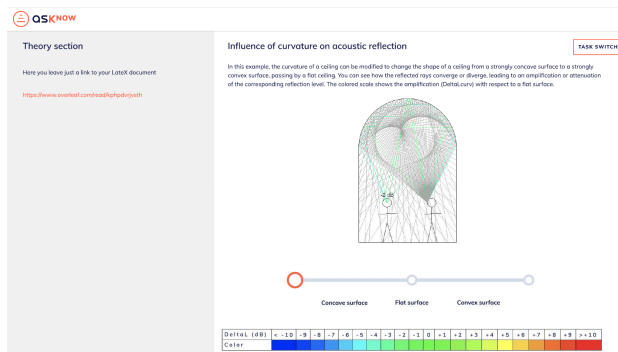 asKNOW
Theory section
Here you leave just a link to your LateX document
https://www.overleaf.com/read/kphpdvrjvsth
Influence of curvature on acoustic reflection
TASK SWITCH
In this example, the curvature of a ceiling can be modified to change the shape of a ceiling from a strongly concave surface to a strongly
convex surface, passing by a flat ceiling. You can see how the reflected rays converge or diverge, leading to an amplification or attenuation
of the corresponding reflection level. The colored scale shows the amplification (DeltaLcurv) with respect to a flat surface.
Concave surface Flat surface Convex surface
DeltaL (dB) < -10 -9 -8 -7 -6 -5 -4 -3 -2 -1 0 +1 +2 +3 +4 +5 +6 +7 +8 +9 >+10
Color